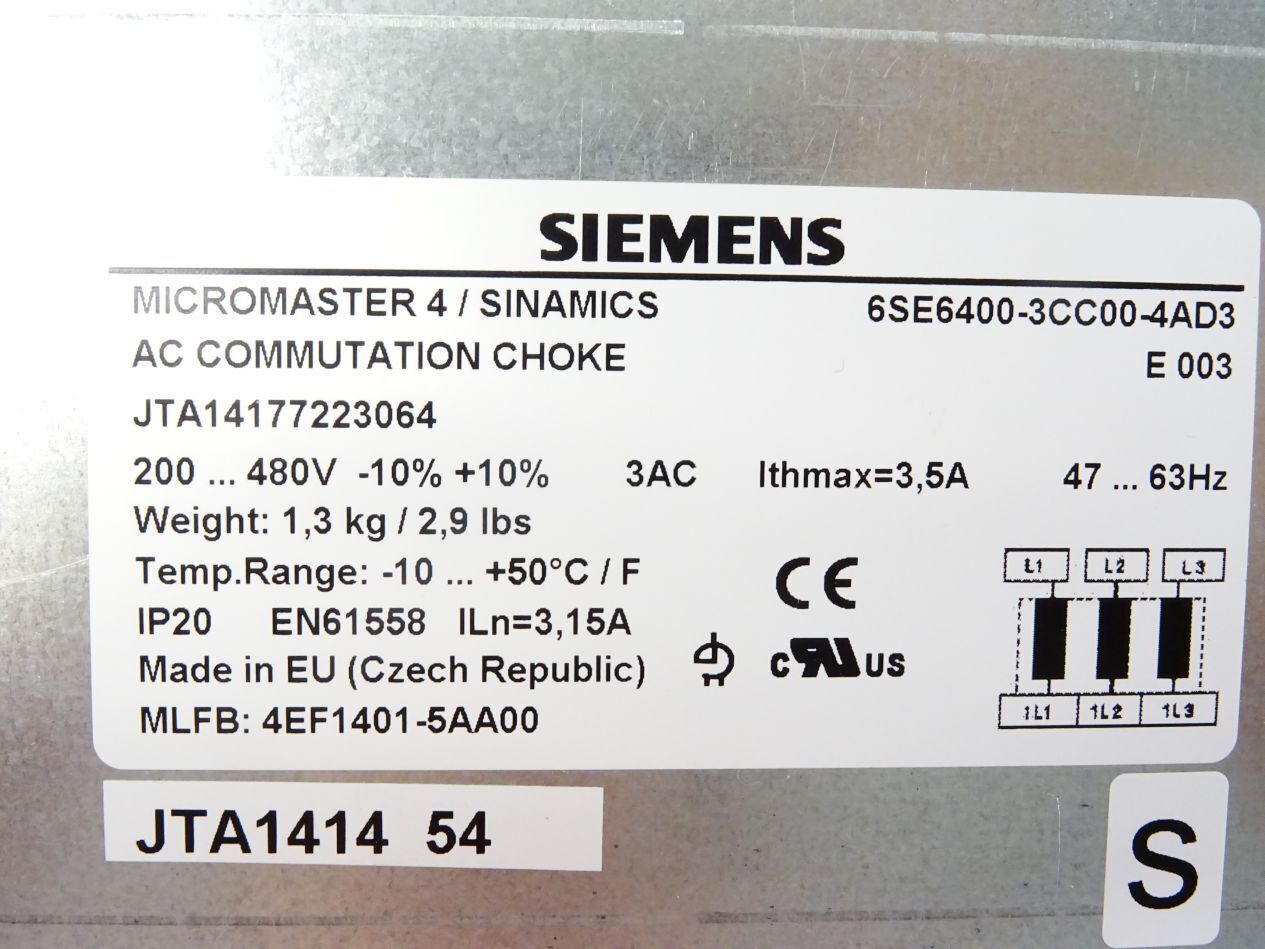 SIEMENS
MICROMASTER 4 / SINAMICS 6SE6400-3CC00-4AD3
AC COMMUTATION CHOKE E 003
JTA14177223064
200 ... 480V -10% +10% 3AC Ithmax=3,5A 47 ... 63Hz
Weight: 1,3 kg / 2,9 lbs
Temp.Range: -10 ... +50°C / F
IP20 EN61558 ILn=3,15A
Made in EU (Czech Republic)
MLFB: 4EF1401-5AA00
CE
c RU US
L1 L2 L3
1L1 1L2 1L3
JTA1414 54
S